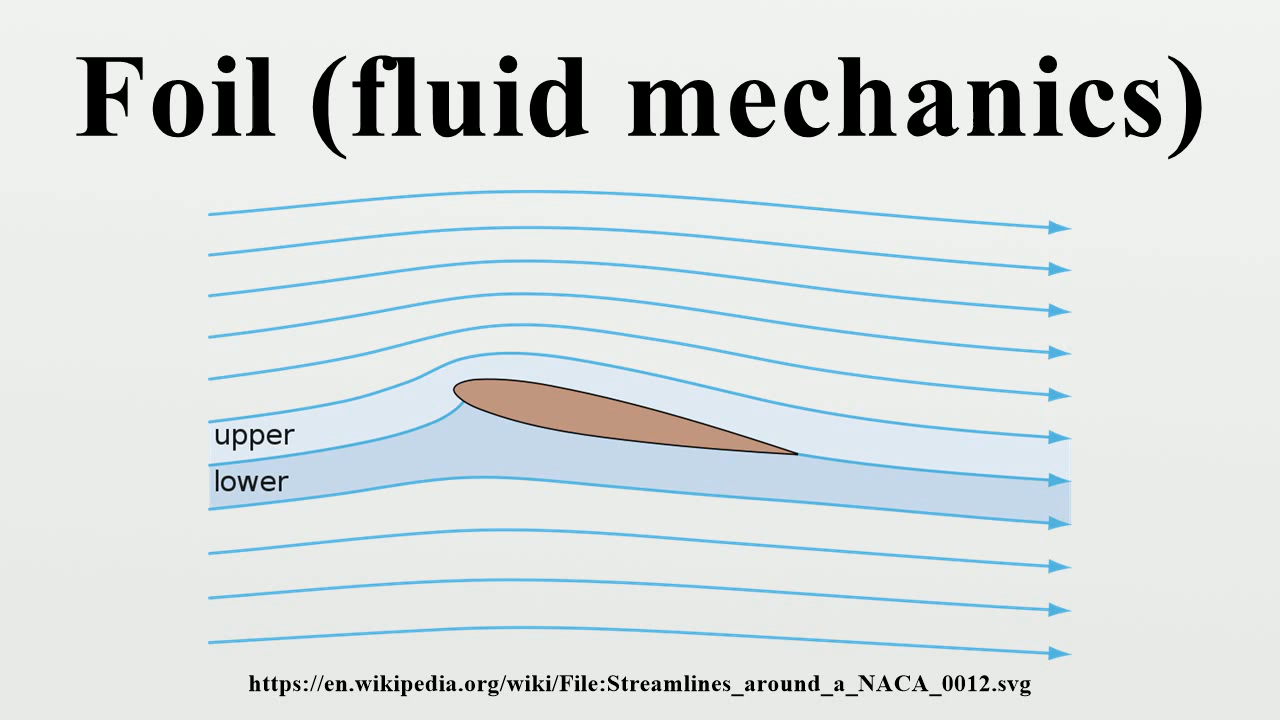 Foil (fluid mechanics)
upper
lower
https://en.wikipedia.org/wiki/File:Streamlines_around_a_NACA_0012.svg